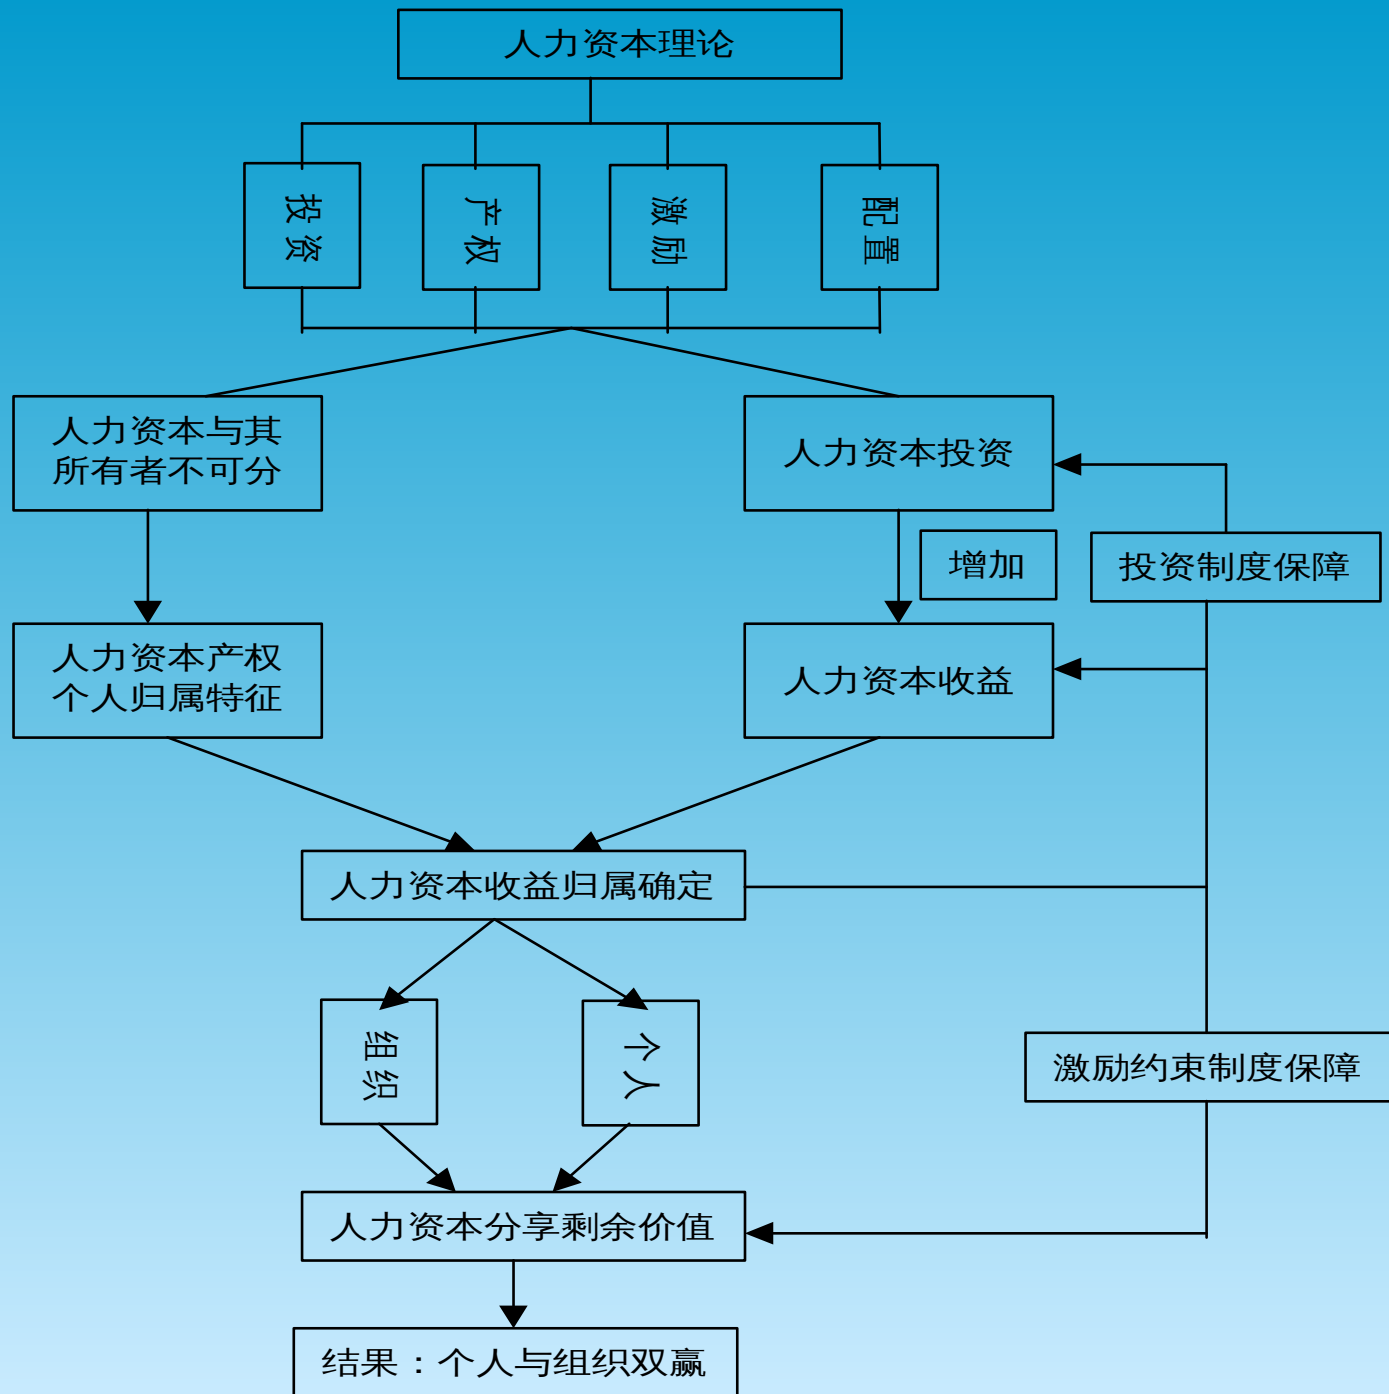 人力资本理论
投资
产权
激励
配置
人力资本与其
所有者不可分
人力资本投资
增加
投资制度保障
人力资本产权
个人归属特征
人力资本收益
人力资本收益归属确定
组织
个人
激励约束制度保障
人力资本分享剩余价值
结果：个人与组织双赢